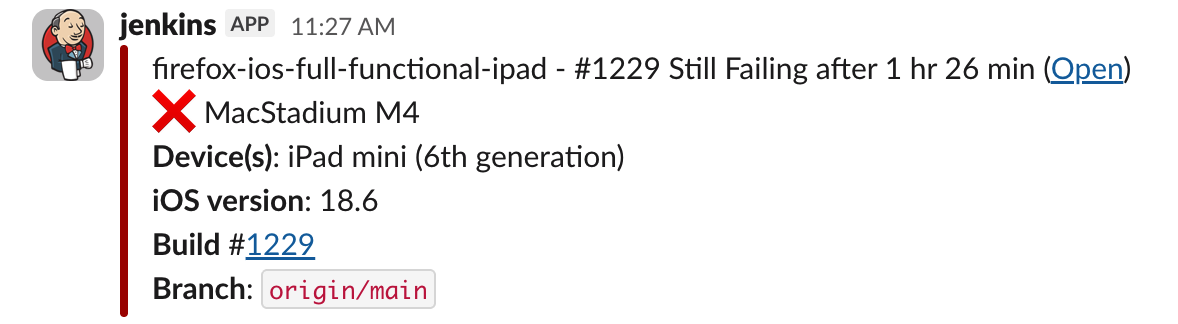 jenkins APP 11:27 AM
firefox-ios-full-functional-ipad - #1229 Still Failing after 1 hr 26 min (Open)
❌ MacStadium M4
Device(s): iPad mini (6th generation)
iOS version: 18.6
Build #1229
Branch: origin/main